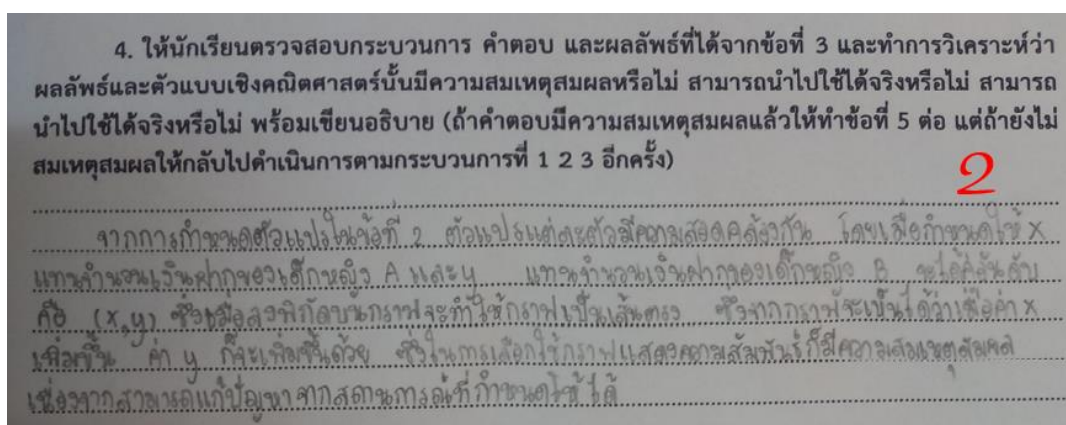 4. ให้นักเรียนตรวจสอบกระบวนการ คำตอบ และผลลัพธ์ที่ได้จากข้อที่ 3 และทำการวิเคราะห์ว่า
ผลลัพธ์และตัวแบบเชิงคณิตศาสตร์นั้นมีความสมเหตุสมผลหรือไม่ สามารถนำไปใช้ได้จริงหรือไม่ สามารถ
นำไปใช้ได้จริงหรือไม่ พร้อมเขียนอธิบาย (ถ้าคำตอบมีความสมเหตุสมผลแล้วให้ทำข้อที่ 5 ต่อ แต่ถ้ายังไม่
สมเหตุสมผลให้กลับไปดำเนินการตามกระบวนการที่ 1 2 3 อีกครั้ง)
2
จากการกำหนดตัวแปรในข้อที่ 2 ตัวแปรแต่ละตัวมีความสอดคล้องกัน โดยเมื่อกำหนดให้ x
แทนจำนวนเงินฝากของเด็กหญิง A และ y แทนจำนวนเงินฝากของเด็กหญิง B จะได้คู่อันดับ
คือ (x,y) ซึ่งเมื่อลงพิกัดบนกราฟจะทำให้กราฟเป็นเส้นตรง ซึ่งจากกราฟจะเห็นได้ว่าเมื่อค่า x
เพิ่มขึ้น ค่า y ก็จะเพิ่มขึ้นด้วย ซึ่งในการเลือกใช้กราฟแสดงความสัมพันธ์ก็มีความสมเหตุสมผล
เนื่องจากสามารถแก้ปัญหาจากสถานการณ์ที่กำหนดให้ได้